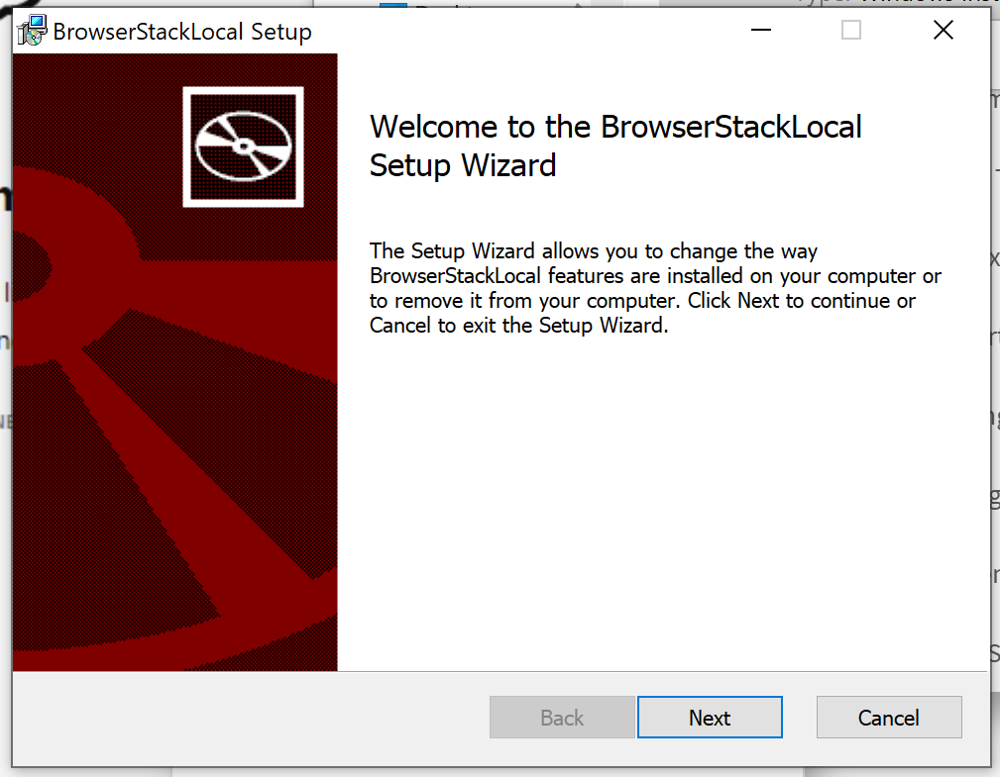 BrowserStackLocal Setup
Welcome to the BrowserStackLocal
Setup Wizard
The Setup Wizard allows you to change the way
BrowserStackLocal features are installed on your computer or
to remove it from your computer. Click Next to continue or
Cancel to exit the Setup Wizard.
Back
Next
Cancel